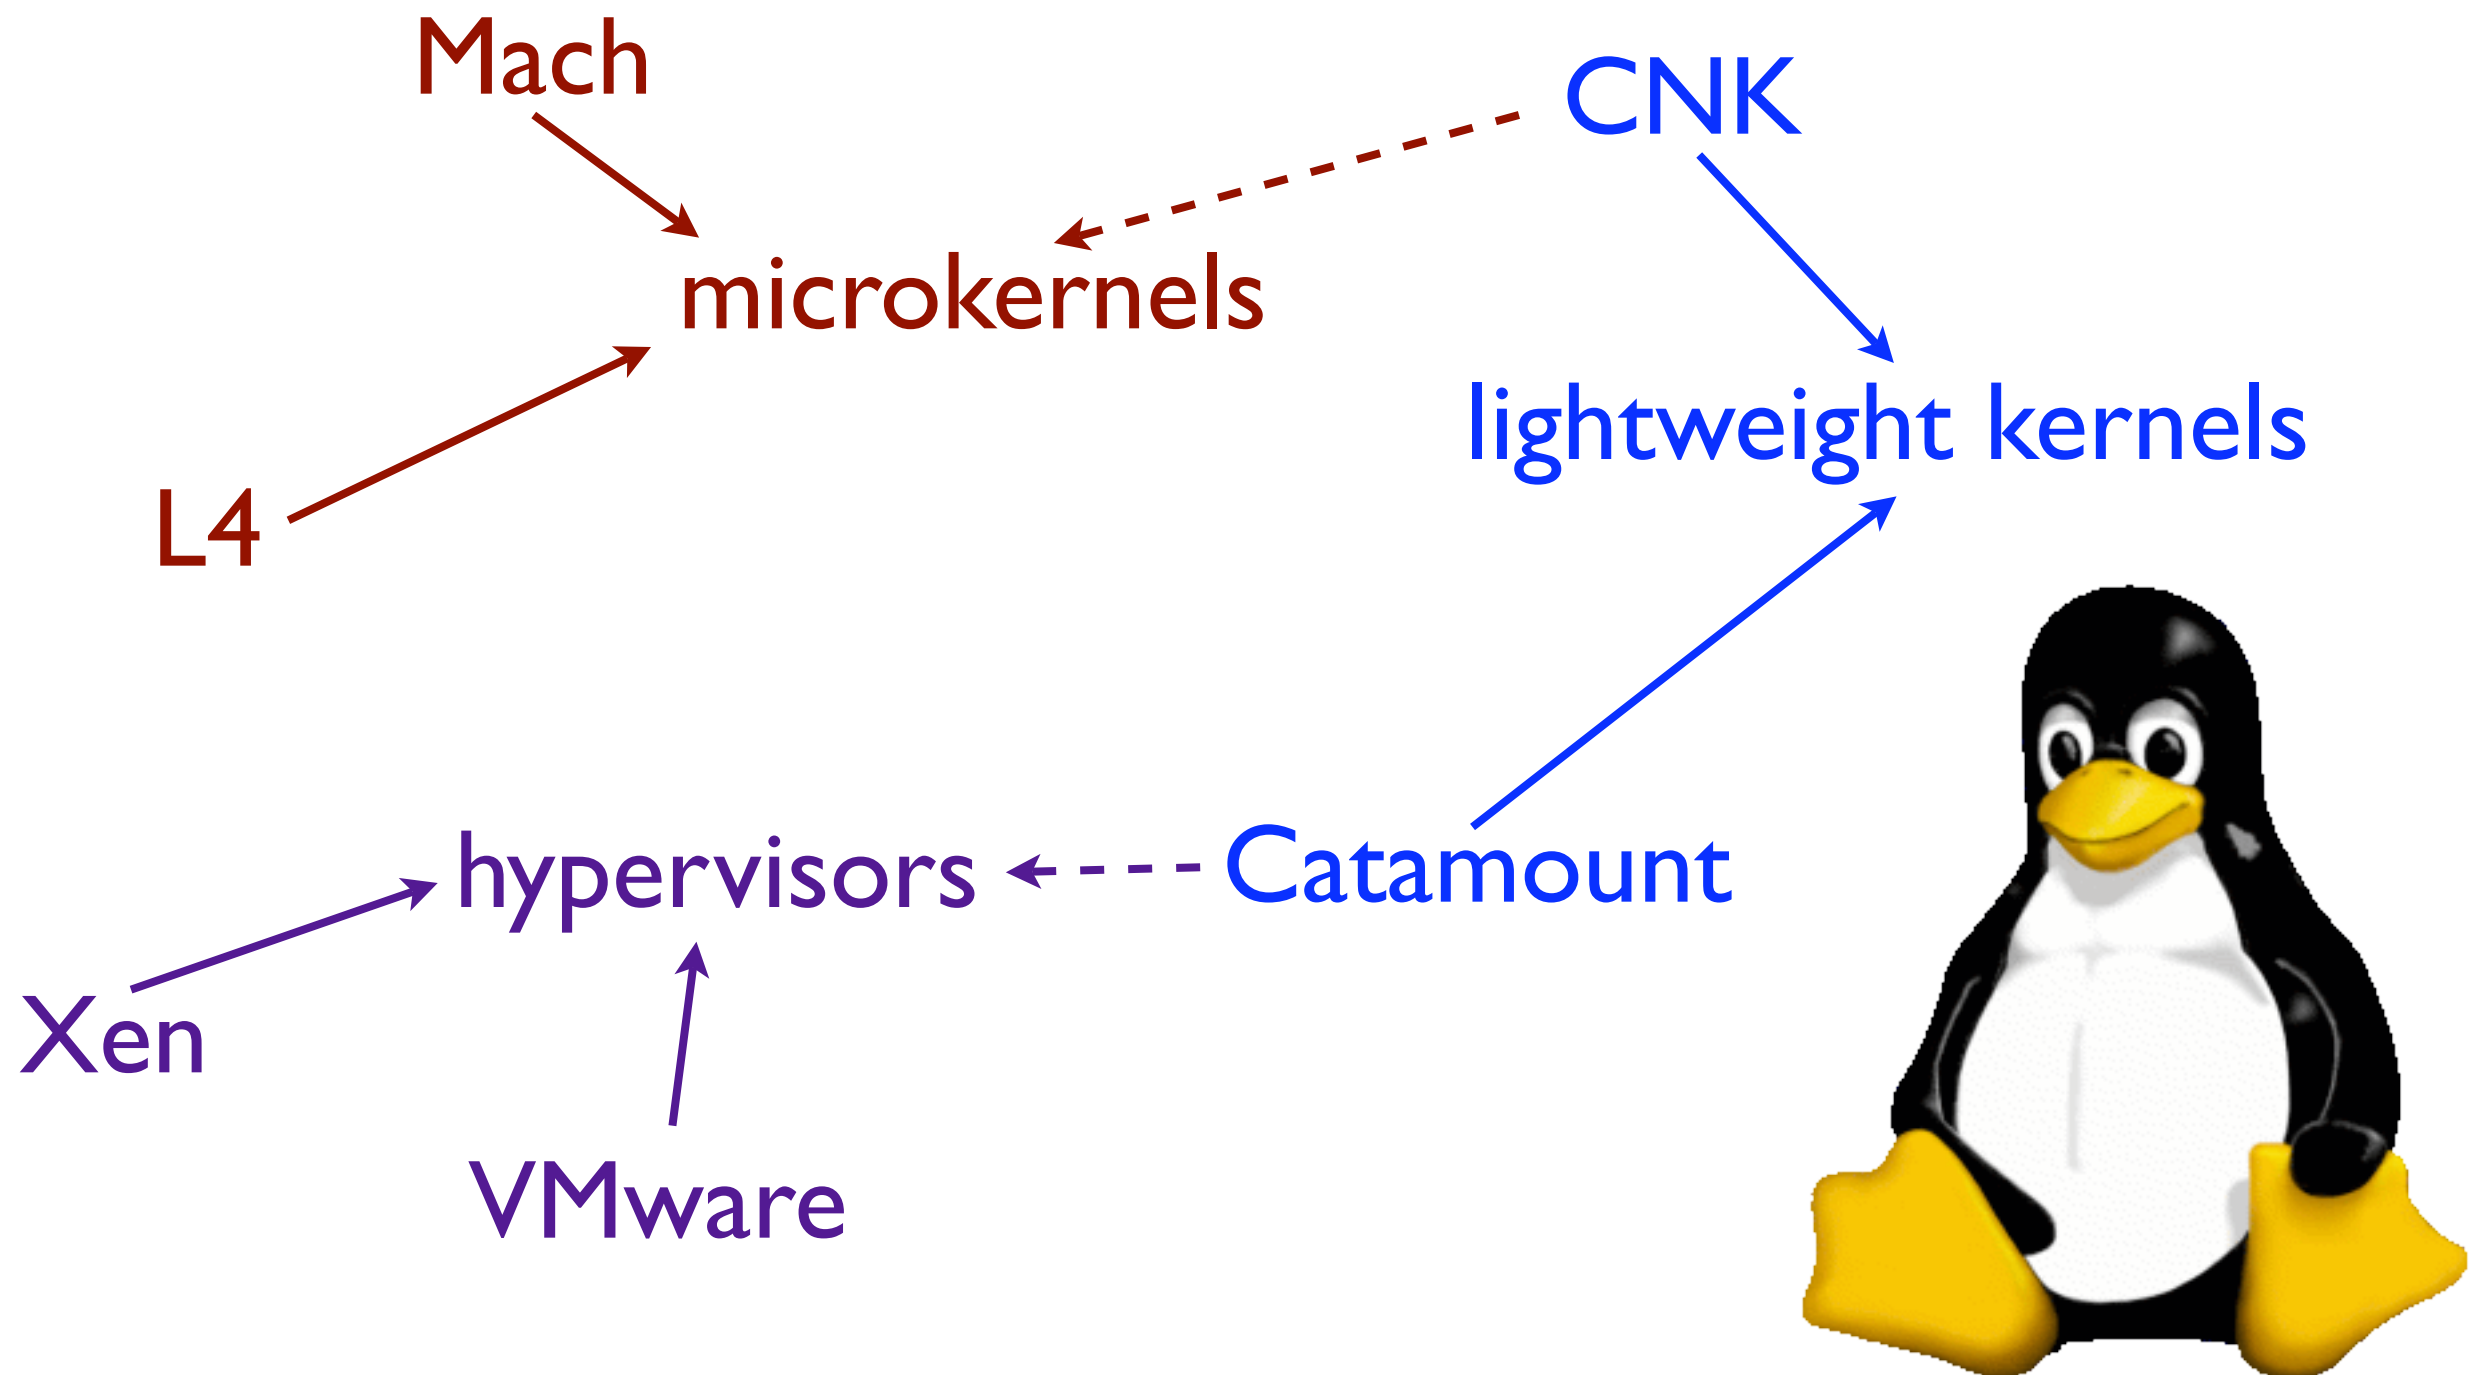 Mach
CNK
microkernels
lightweight kernels
L4
hypervisors
Catamount
Xen
VMware